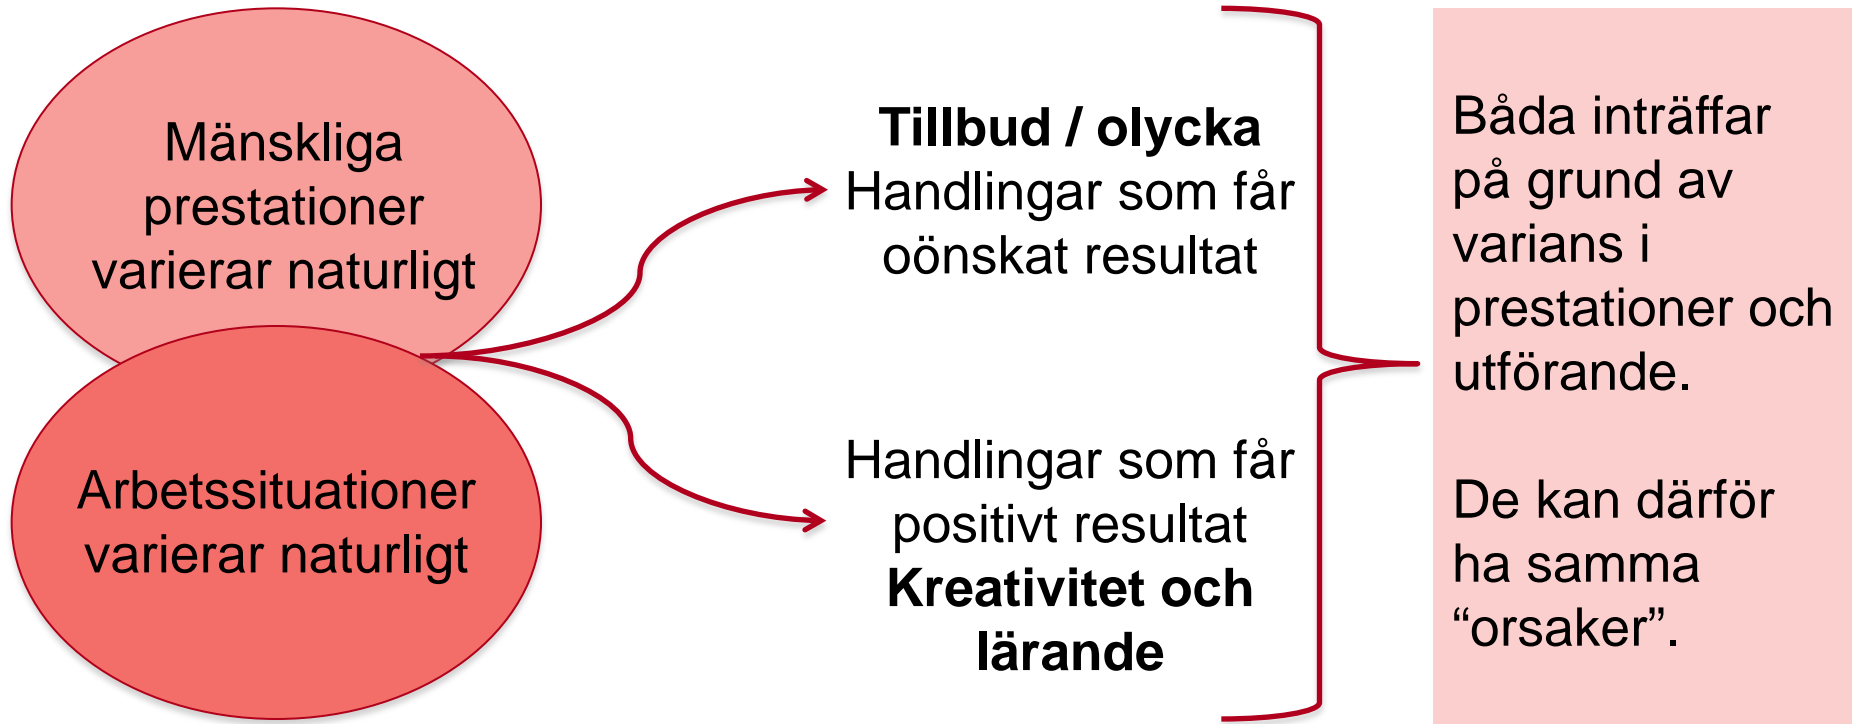 Mänskliga
prestationer
varierar naturligt
Arbetssituationer
varierar naturligt
Tillbud / olycka
Handlingar som får
oönskat resultat
Handlingar som får
positivt resultat
Kreativitet och
lärande
Båda inträffar
på grund av
varians i
prestationer och
utförande.
De kan därför
ha samma
“orsaker”.